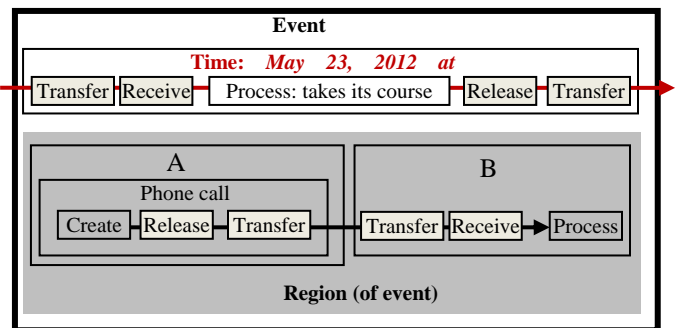 Event
Time: May 23, 2012 at
Transfer Receive Process: takes its course Release Transfer
A
B
Phone call
Create Release Transfer Transfer Receive Process
Region (of event)